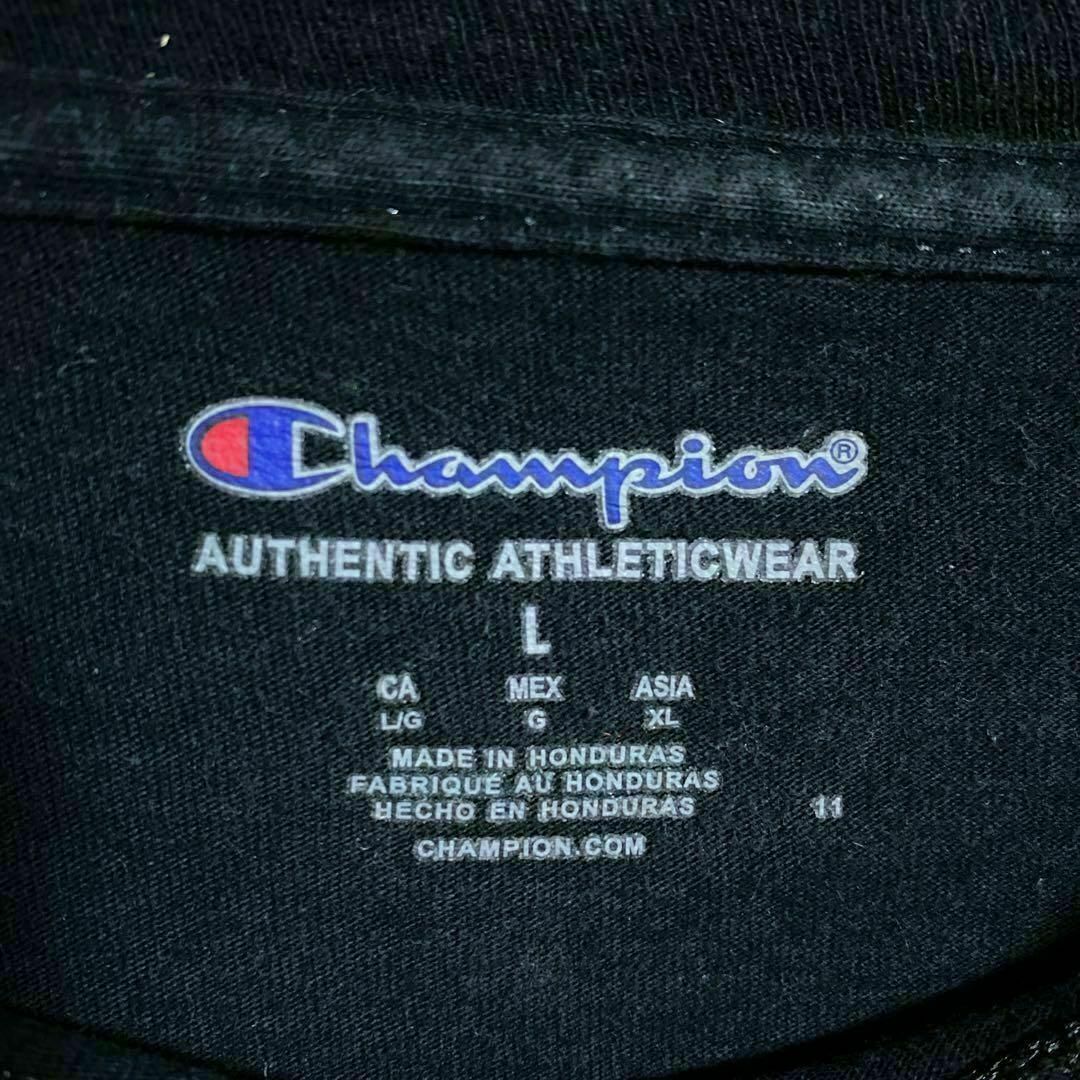 Champion®
AUTHENTIC ATHLETICWEAR
L
CA MEX ASIA
L/G G XL
MADE IN HONDURAS
FABRIQUÉ AU HONDURAS
HECHO EN HONDURAS 11
CHAMPION.COM